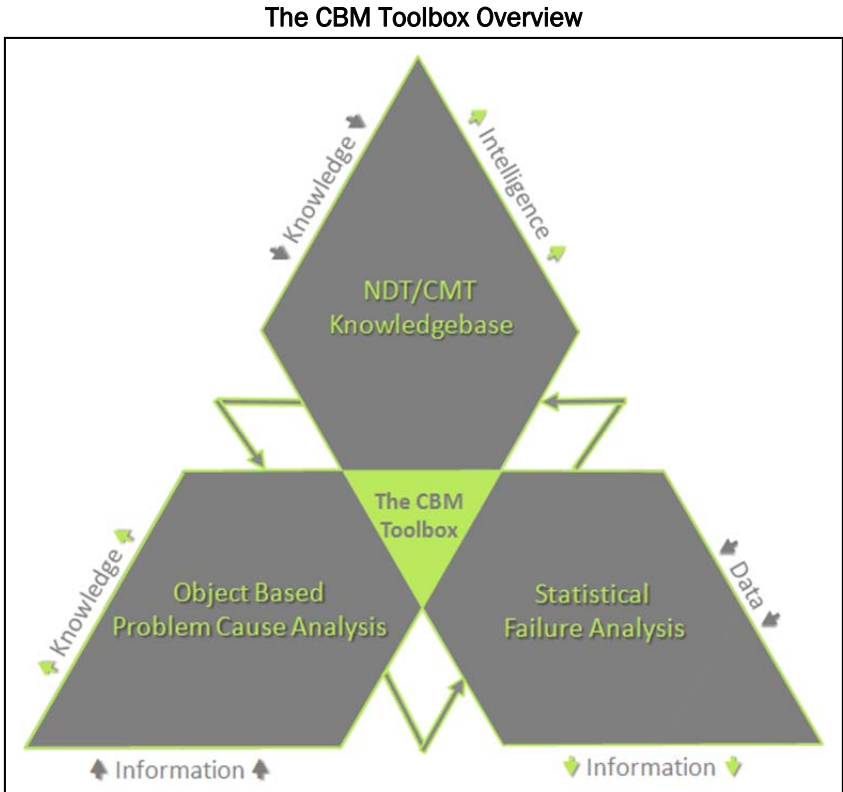 The CBM Toolbox Overview
Knowledge
Intelligence
NDT/CMT
Knowledgebase
The CBM
Toolbox
Object Based
Problem Cause Analysis
Statistical
Failure Analysis
Knowledge
Data
Information
Information